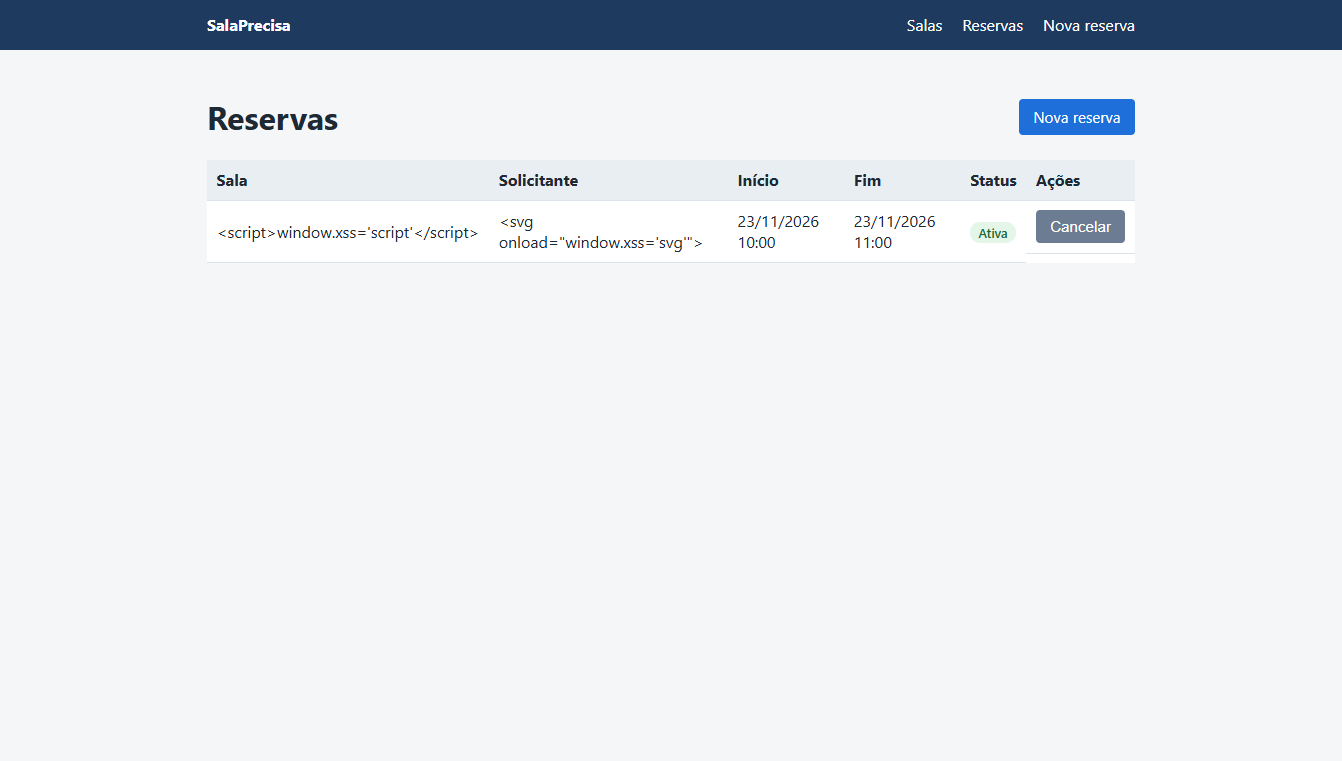 SalaPrecisa
Salas Reservas Nova reserva
Reservas
Nova reserva
Sala Solicitante Início Fim Status Ações
<script>window.xss='script'</script>
<svg
onload="window.xss='svg'">
23/11/2026
10:00
23/11/2026
11:00
Ativa
Cancelar